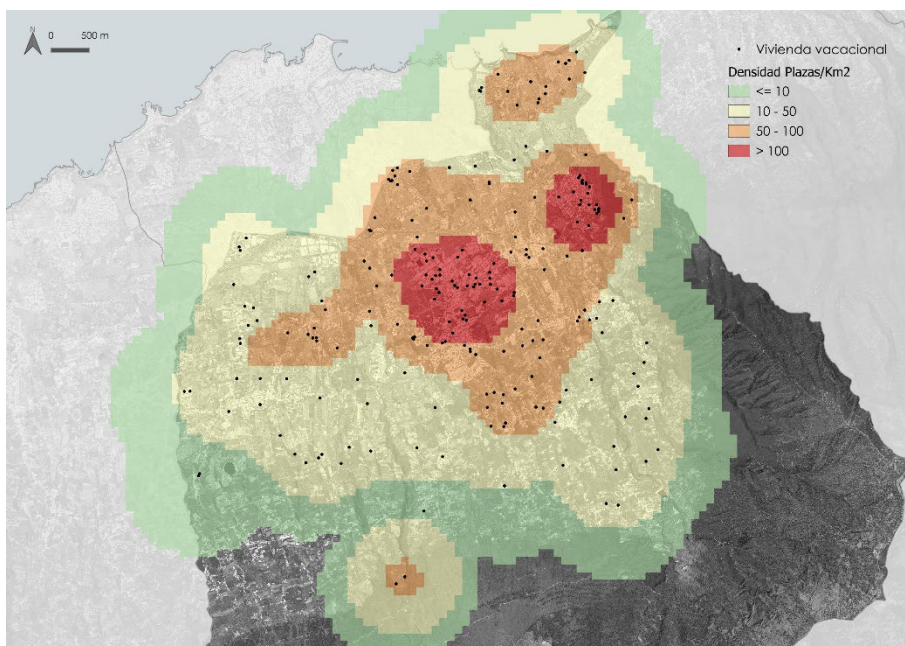 N
0 500 m
Vivienda vacacional
Densidad Plazas/Km2
<= 10
10 - 50
50 - 100
> 100